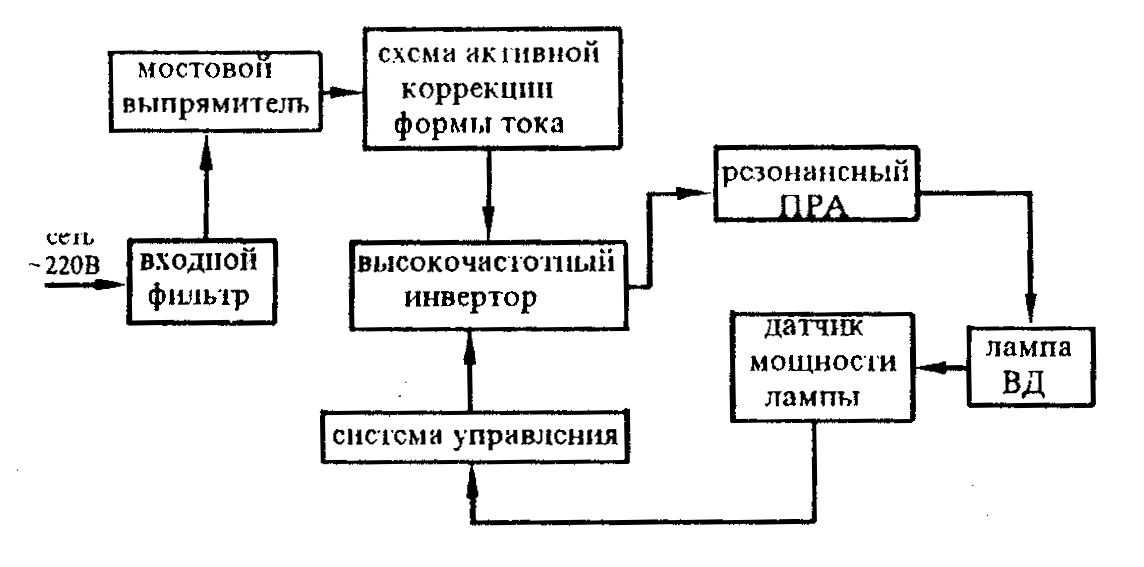 сеть
~220В
входной
фильтр
мостовой
выпрямитель
схема активной
коррекции
формы тока
высокочастотный
инвертор
резонансный
ПРА
лампа
ВД
датчик
мощности
лампы
система управления